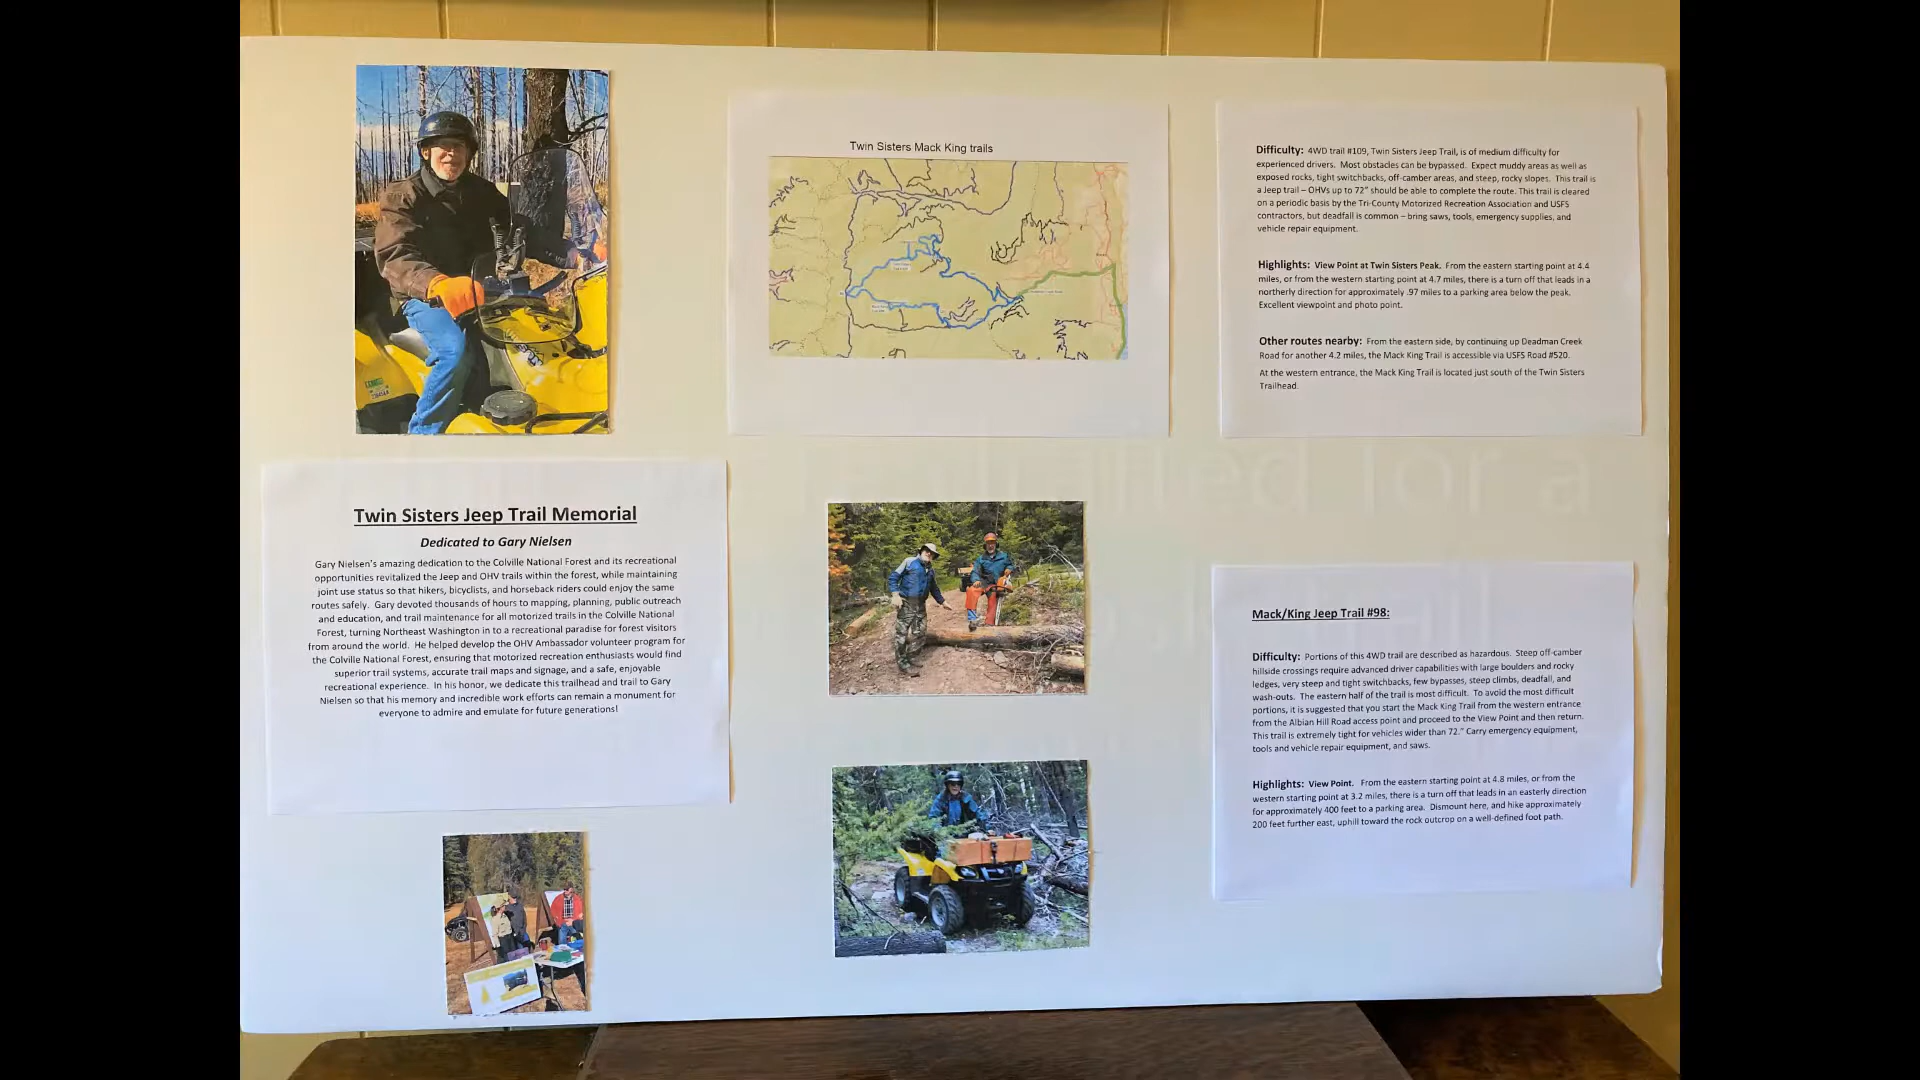 Twin Sisters Mack King trails
Difficulty: 4WD trail #109, Twin Sisters Jeep Trail, is of medium difficulty for
experienced drivers. Most obstacles can be bypassed. Expect muddy areas as well as
exposed rocks, tight switchbacks, off-camber areas, and steep, rocky slopes. This trail is
a Jeep trail – OHVs up to 72" should be able to complete the route. This trail is cleared
on a periodic basis by the Tri-County Motorized Recreation Association and USFS
contractors, but deadfall is common – bring saws, tools, emergency supplies, and
vehicle repair equipment.
Highlights: View Point at Twin Sisters Peak. From the eastern starting point at 4.4
miles, or from the western starting point at 4.7 miles, there is a turn off that leads in a
northerly direction for approximately .97 miles to a parking area below the peak.
Excellent viewpoint and photo point.
Other routes nearby: From the eastern side, by continuing up Deadman Creek
Road for another 4.2 miles, the Mack King Trail is accessible via USFS Road #520.
At the western entrance, the Mack King Trail is located just south of the Twin Sisters
Trailhead.
Twin Sisters Jeep Trail Memorial
Dedicated to Gary Nielsen
Gary Nielsen's amazing dedication to the Colville National Forest and its recreational
opportunities revitalized the Jeep and OHV trails within the forest, while maintaining
joint use status so that hikers, bicyclists, and horseback riders could enjoy the same
routes safely. Gary devoted thousands of hours to mapping, planning, public outreach
and education, and trail maintenance for all motorized trails in the Colville National
Forest, turning Northeast Washington in to a recreational paradise for forest visitors
from around the world. He helped develop the OHV Ambassador volunteer program for
the Colville National Forest, ensuring that motorized recreation enthusiasts would find
superior trail systems, accurate trail maps and signage, and a safe, enjoyable
recreational experience. In his honor, we dedicate this trailhead and trail to Gary
Nielsen so that his memory and incredible work efforts can remain a monument for
everyone to admire and emulate for future generations!
Mack/King Jeep Trail #98:
Difficulty: Portions of this 4WD trail are described as hazardous. Steep off-camber
hillside crossings require advanced driver capabilities with large boulders and rocky
ledges, very steep and tight switchbacks, few bypasses, steep climbs, deadfall, and
wash-outs. The eastern half of the trail is most difficult. To avoid the most difficult
portions, it is suggested that you start the Mack King Trail from the western entrance
from the Albian Hill Road access point and proceed to the View Point and then return.
This trail is extremely tight for vehicles wider than 72." Carry emergency equipment,
tools and vehicle repair equipment, and saws.
Highlights: View Point. From the eastern starting point at 4.8 miles, or from the
western starting point at 3.2 miles, there is a turn off that leads in an easterly direction
for approximately 400 feet to a parking area. Dismount here, and hike approximately
200 feet further east, uphill toward the rock outcrop on a well-defined foot path.